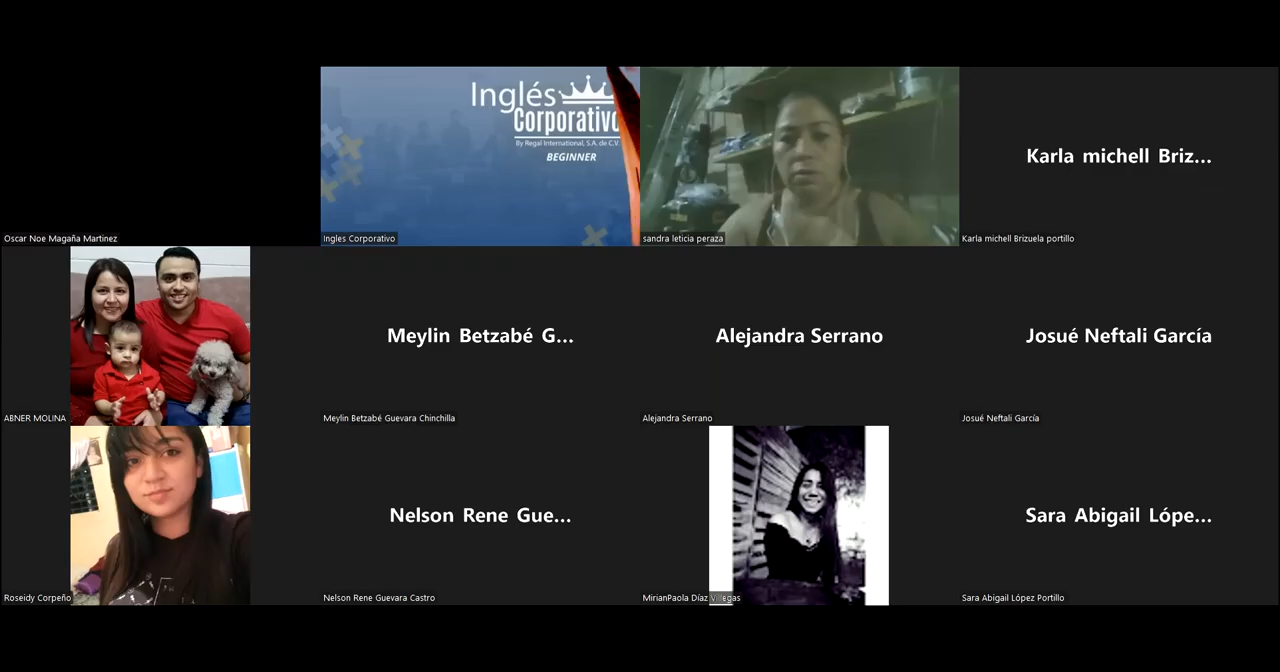 Inglés
Corporativo
By Regal International, S.A. de C.V.
BEGINNER
Karla michell Briz...
Oscar Noe Magaña Martinez
Ingles Corporativo
sandra leticia peraza
Karla michell Brizuela portillo
Meylin Betzabé G...
Alejandra Serrano
Josué Neftali García
ABNER MOLINA
Meylin Betzabé Guevara Chinchilla
Alejandra Serrano
Josué Neftali García
Nelson Rene Gue...
Sara Abigail Lópe...
Roseidy Corpeño
Nelson Rene Guevara Castro
MirianPaola Díaz Villegas
Sara Abigail López Portillo